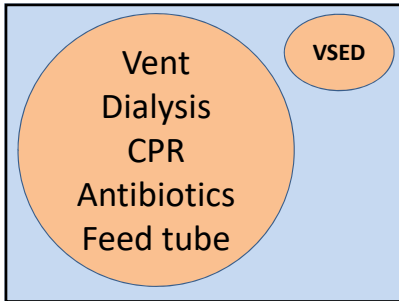 Vent
Dialysis
CPR
Antibiotics
Feed tube
VSED